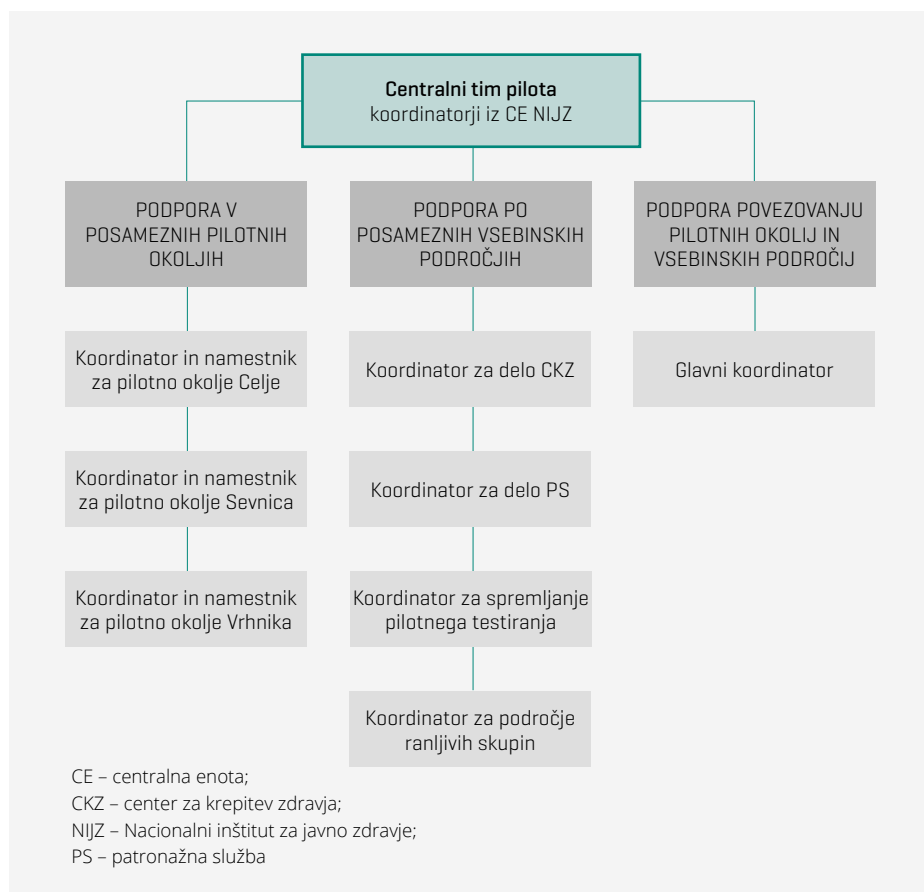 Centralni tim pilota
koordinatorji iz CE NIJZ
PODPORA V
POSAMEZNIH PILOTNIH
OKOLJIH
Koordinator in namestnik
za pilotno okolje Celje
Koordinator in namestnik
za pilotno okolje Sevnica
Koordinator in namestnik
za pilotno okolje Vrhnika
PODPORA PO
POSAMEZNIH VSEBINSKIH
PODROČJIH
Koordinator za delo CKZ
Koordinator za delo PS
Koordinator za spremljanje
pilotnega testiranja
Koordinator za področje
ranljivih skupin
PODPORA POVEZOVANJU
PILOTNIH OKOLIJ IN
VSEBINSKIH PODROČIJ
Glavni koordinator
CE – centralna enota;
CKZ – center za krepitev zdravja;
NIJZ – Nacionalni inštitut za javno zdravje;
PS – patronažna služba